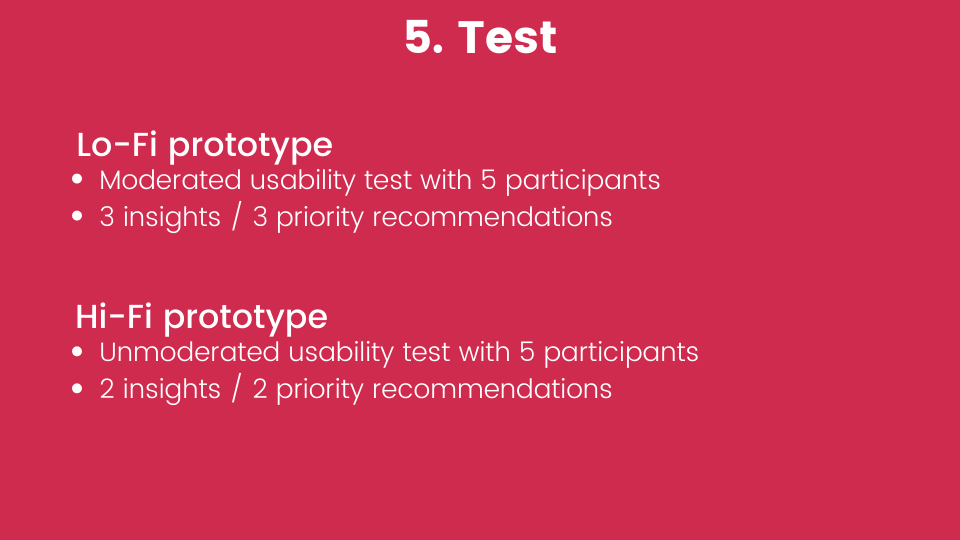 5. Test
Lo-Fi prototype
• Moderated usability test with 5 participants
• 3 insights / 3 priority recommendations
Hi-Fi prototype
• Unmoderated usability test with 5 participants
• 2 insights / 2 priority recommendations